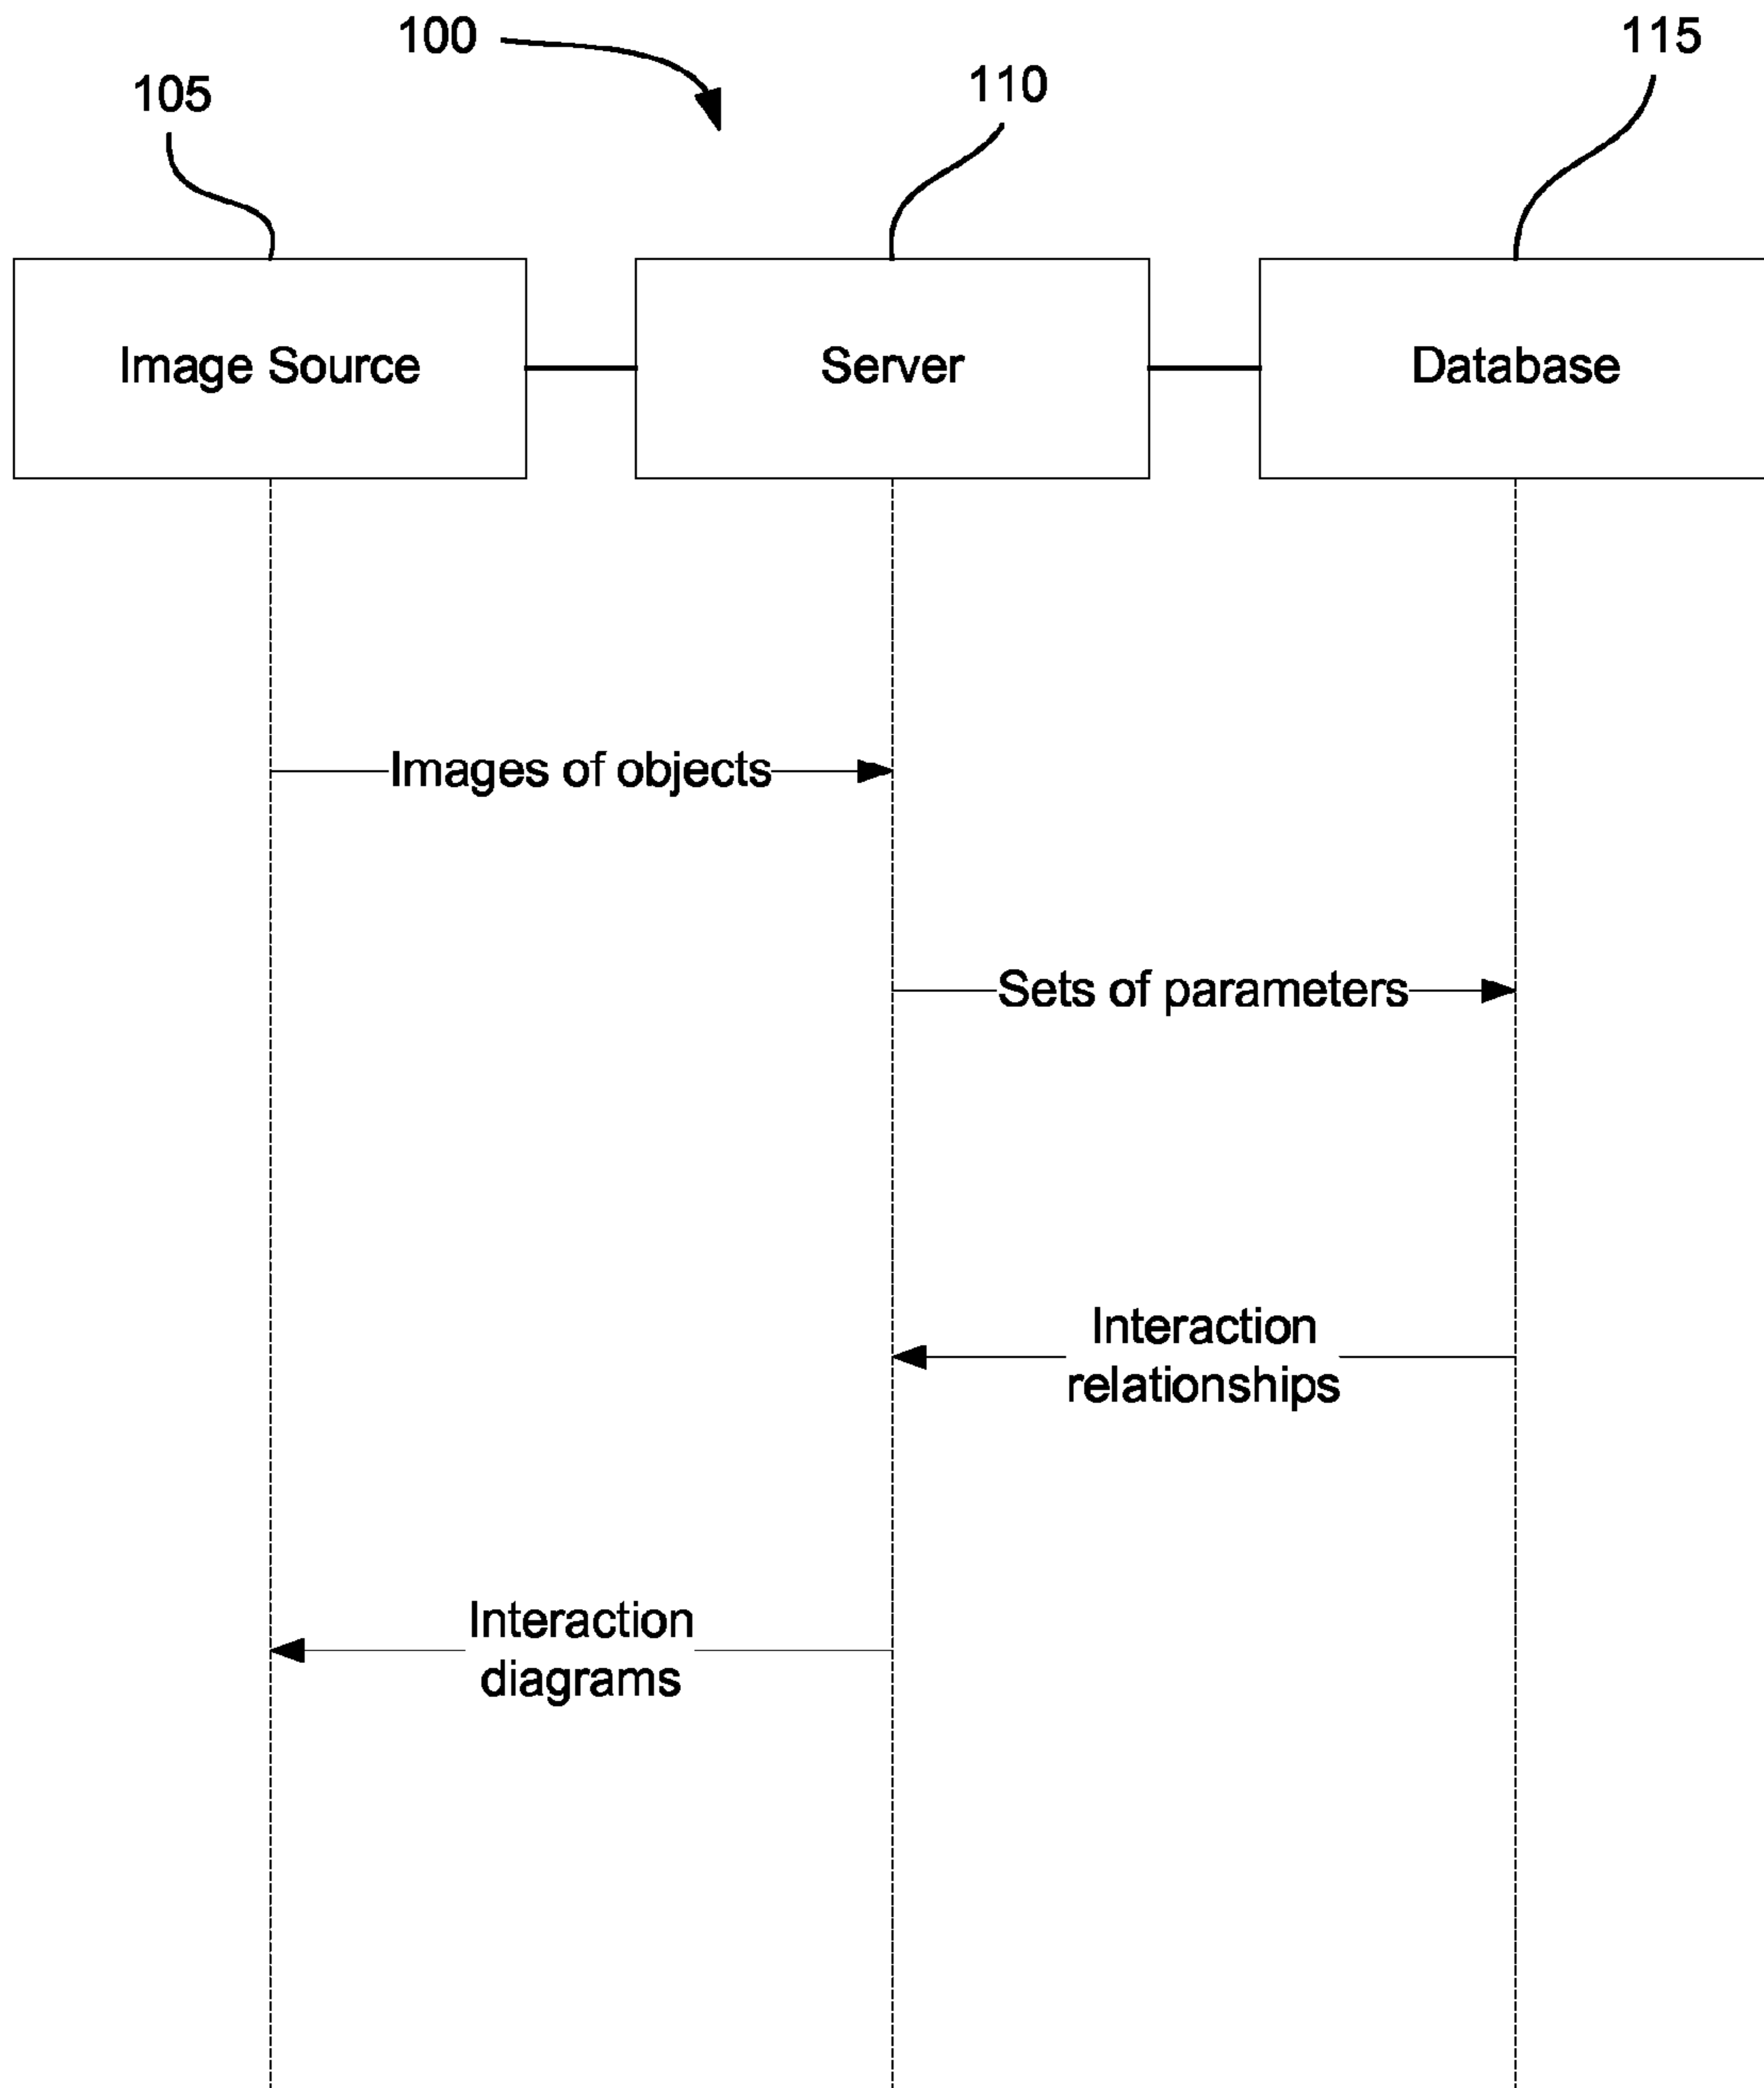 100
115
105
110
Image Source
Server
Database
Images of objects
Sets of parameters
Interaction
relationships
Interaction
diagrams